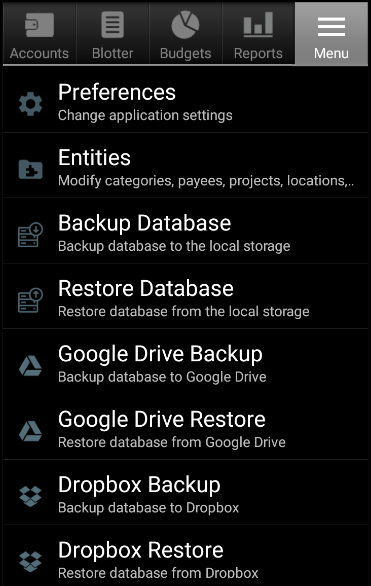 Accounts Blotter Budgets Reports Menu
Preferences
Change application settings
Entities
Modify categories, payees, projects, locations,..
Backup Database
Backup database to the local storage
Restore Database
Restore database from the local storage
Google Drive Backup
Backup database to Google Drive
Google Drive Restore
Restore database from Google Drive
Dropbox Backup
Backup database to Dropbox
Dropbox Restore
Restore database from Dropbox